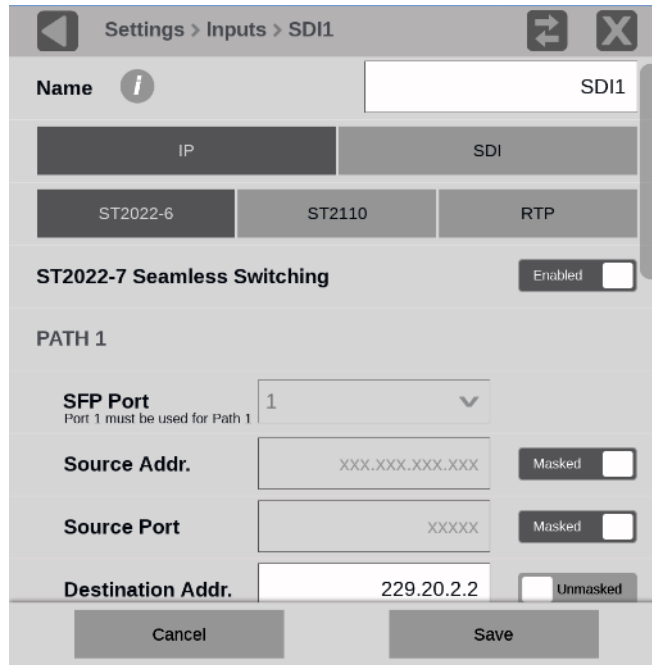 Settings > Inputs > SDI1
Name i SDI1
IP SDI
ST2022-6 ST2110 RTP
ST2022-7 Seamless Switching Enabled
PATH 1
SFP Port 1
Port 1 must be used for Path 1
Source Addr. xxx.xxx.xxx.xxx Masked
Source Port xxxxx Masked
Destination Addr. 229.20.2.2 Unmasked
Cancel Save